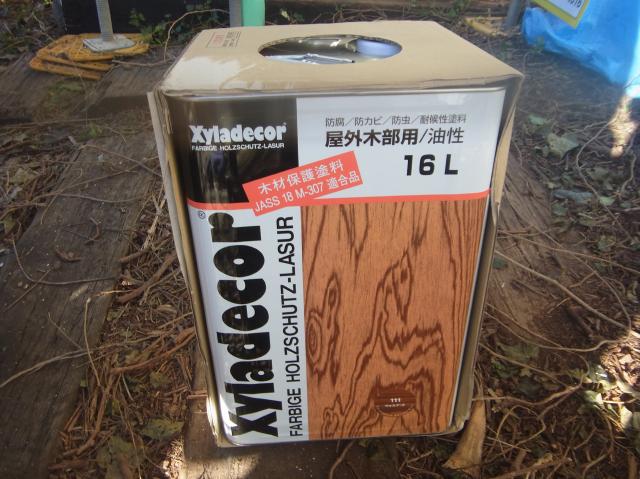 Xyladecor®
FARBIGE HOLZSCHUTZ-LASUR
防腐/防カビ/防虫/耐候性塗料
屋外木部用/油性
16 L
木材保護塗料
JASS 18 M-307 適合品
Xyladecor®
FARBIGE HOLZSCHUTZ-LASUR
111